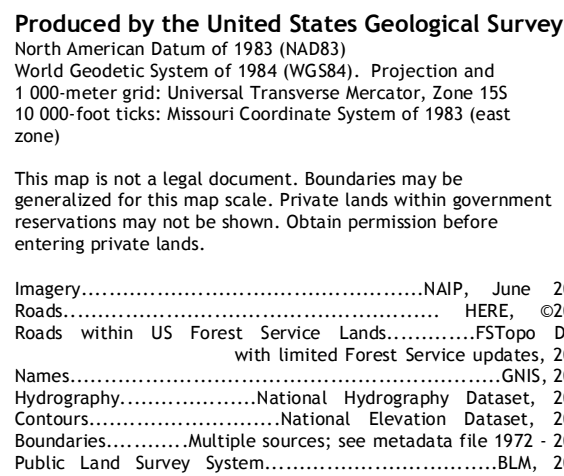 Produced by the United States Geological Survey
North American Datum of 1983 (NAD83)
World Geodetic System of 1984 (WGS84). Projection and
1 000-meter grid: Universal Transverse Mercator, Zone 15S
10 000-foot ticks: Missouri Coordinate System of 1983 (east
zone)
This map is not a legal document. Boundaries may be
generalized for this map scale. Private lands within government
reservations may not be shown. Obtain permission before
entering private lands.
Imagery.................................................NAIP, June
Roads...................................................... HERE,
Roads within US Forest Service Lands.............FSTopo
with limited Forest Service updates,
Names..............................................................GNIS,
Hydrography....................National Hydrography Dataset,
Contours............................National Elevation Dataset,
Boundaries............Multiple sources; see metadata file 1972 -
Public Land Survey System.................................BLM,